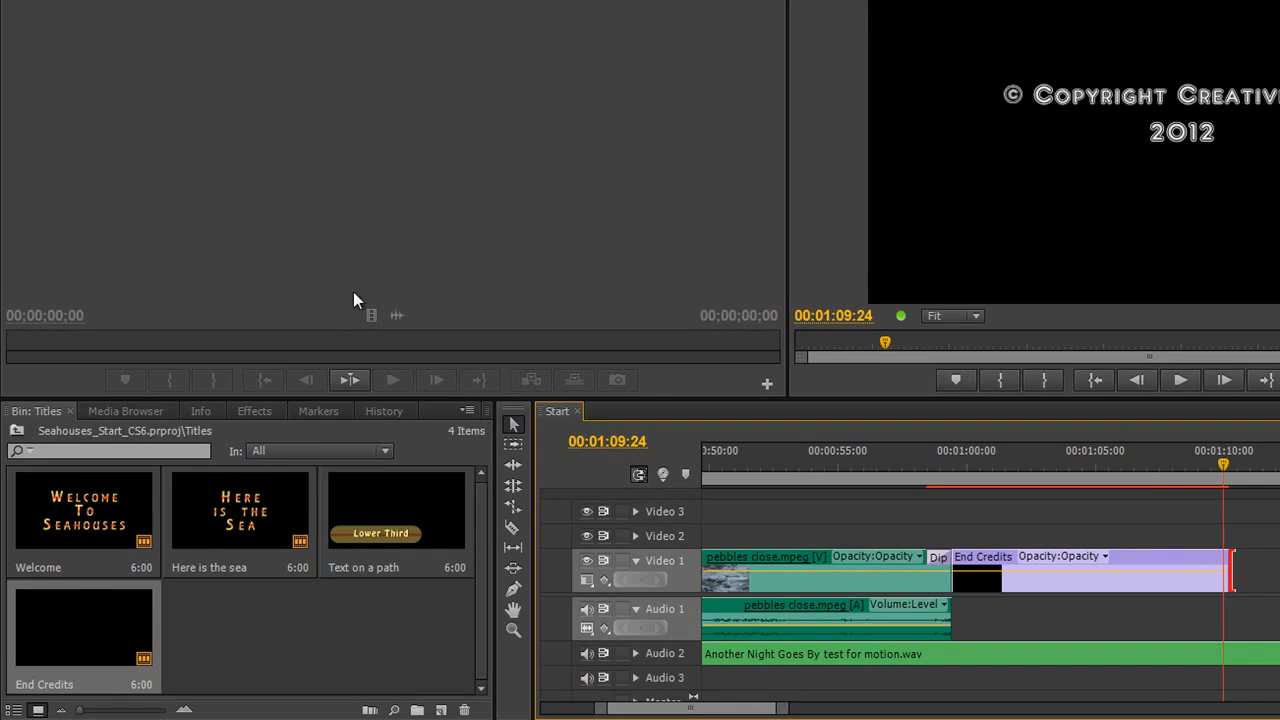 © Copyright Creativ
2012
00;00;00;00
00;00;00;00
00:01:09:24
Fit
Bin: Titles
Media Browser
Info
Effects
Markers
History
Seahouses_Start_CS6.prproj\Titles
4 Items
In:
All
Welcome
To
Seahouses
Here
is the
Sea
Lower Third
Welcome
6:00
Here is the sea
6:00
Text on a path
6:00
End Credits
6:00
Start
00:01:09:24
0:50:00
00:00:55:00
00:01:00:00
00:01:05:00
00:01:10:00
Video 3
Video 2
Video 1
pebbles close.mpeg [V]
Opacity:Opacity
Dip
End Credits
Opacity:Opacity
Audio 1
pebbles close.mpeg [A]
Volume:Level
Audio 2
Another Night Goes By test for motion.wav
Audio 3